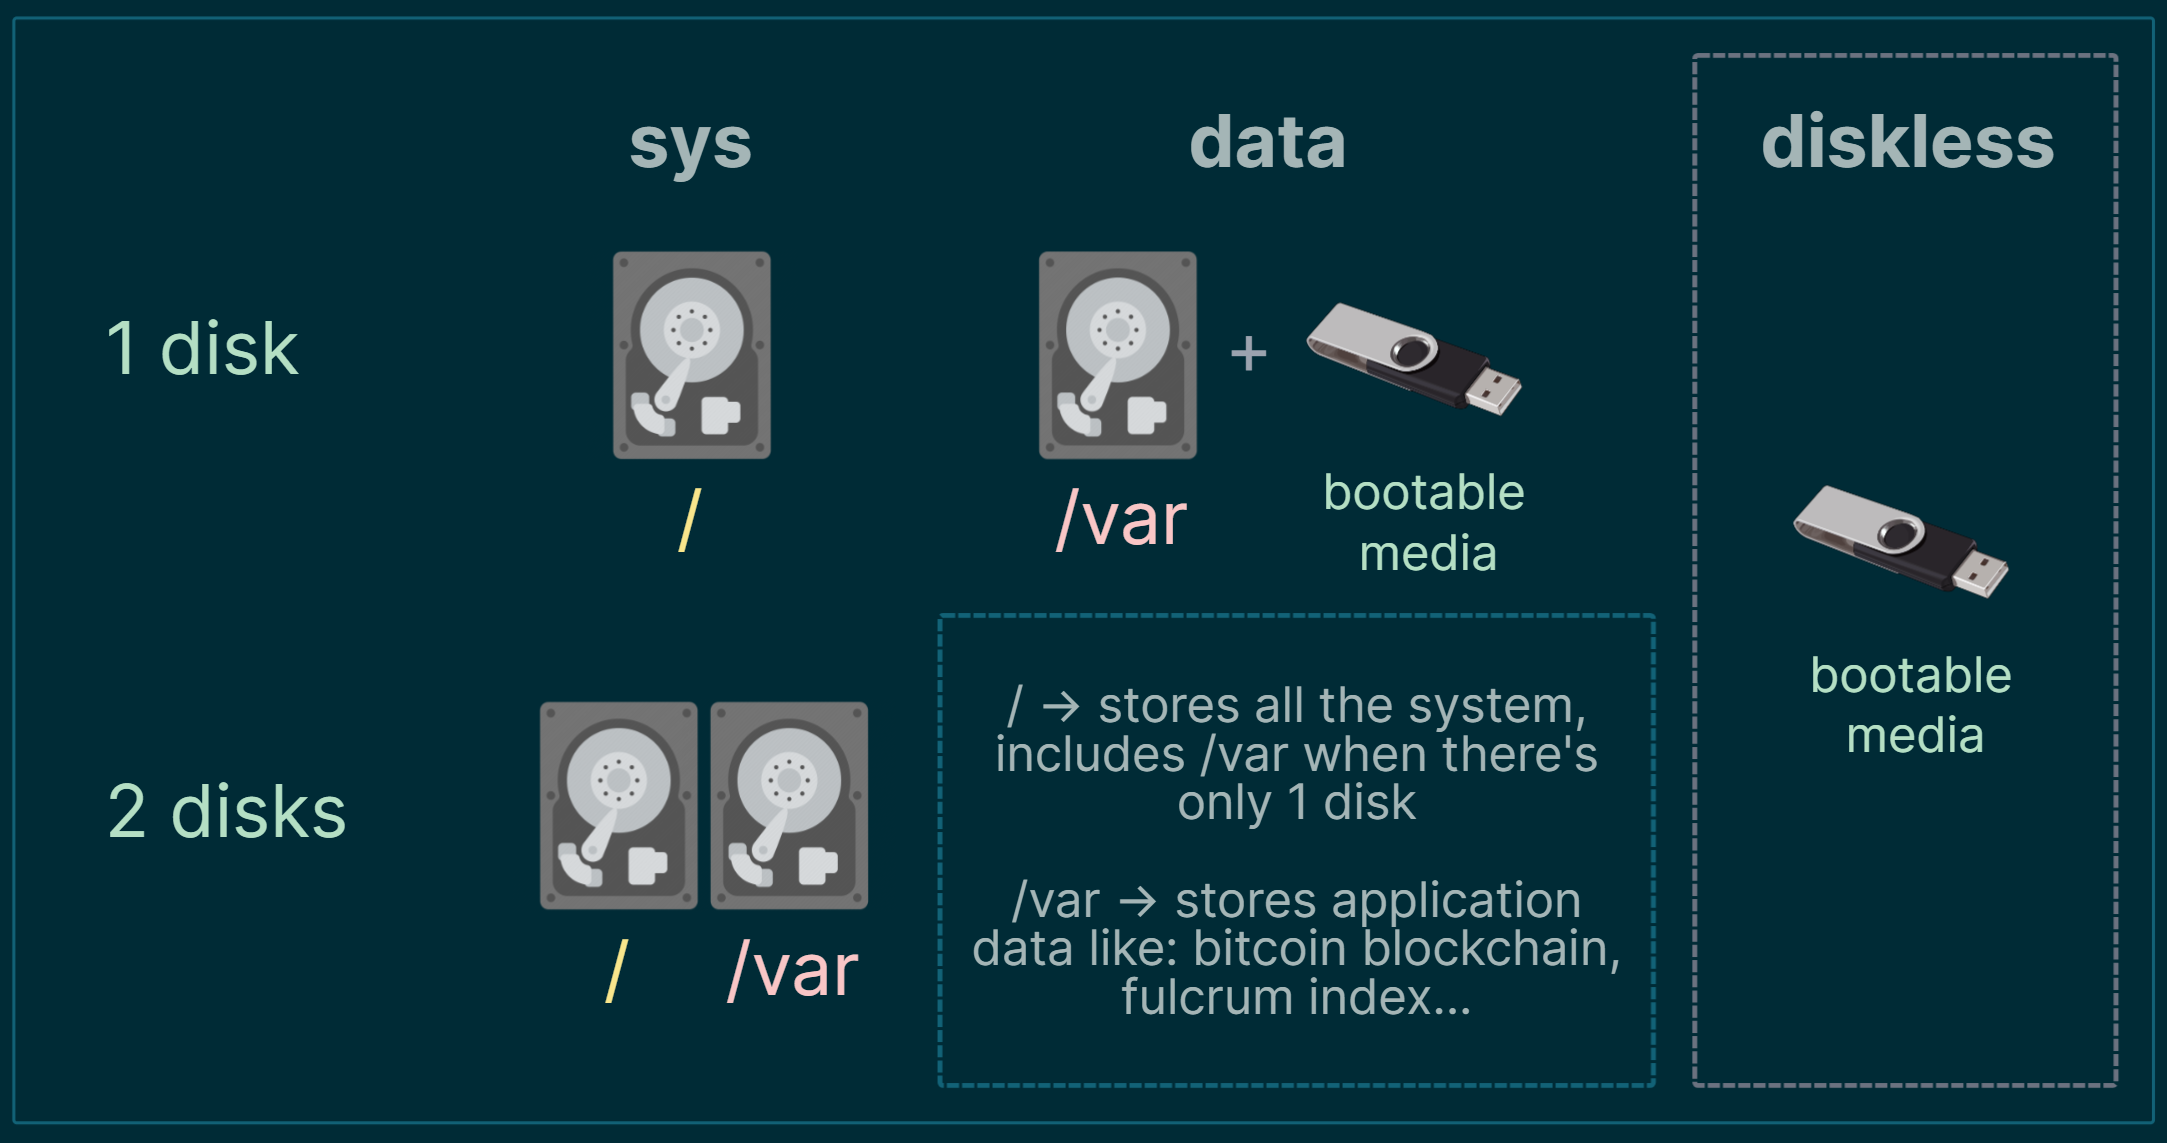 sys
data
diskless
1 disk
/
/var
+
bootable
media
bootable
media
2 disks
/
/var
/ → stores all the system,
includes /var when there's
only 1 disk
/var → stores application
data like: bitcoin blockchain,
fulcrum index...